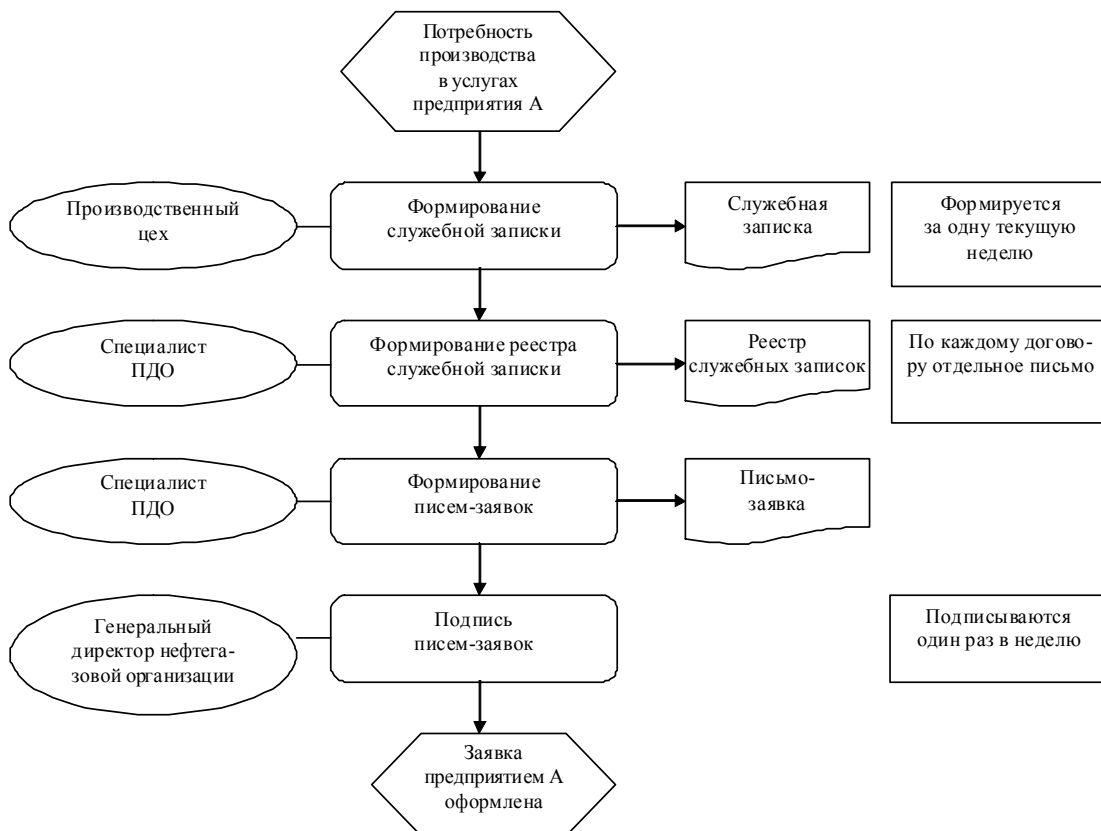 Потребность
производства
в услугах
предприятия А
Производственный
цех
Формирование
служебной записки
Служебная
записка
Формируется
за одну текущую
неделю
Специалист
ПДО
Формирование реестра
служебной записки
Реестр
служебных записок
По каждому догово-
ру отдельное письмо
Специалист
ПДО
Формирование
писем-заявок
Письмо-
заявка
Генеральный
директор нефтега-
зовой организации
Подпись
писем-заявок
Подписываются
один раз в неделю
Заявка
предприятием А
оформлена